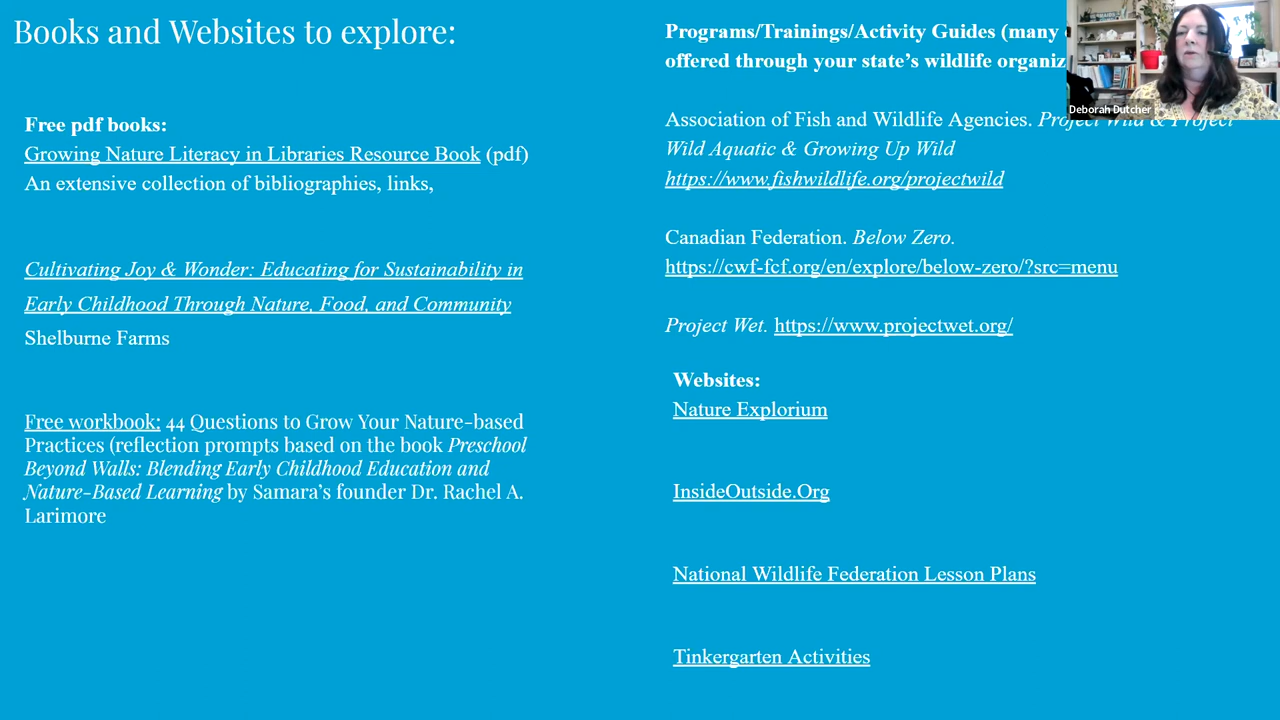 Books and Websites to explore:
Free pdf books:
Growing Nature Literacy in Libraries Resource Book (pdf)
An extensive collection of bibliographies, links,
Cultivating Joy & Wonder: Educating for Sustainability in
Early Childhood Through Nature, Food, and Community
Shelburne Farms
Free workbook: 44 Questions to Grow Your Nature-based
Practices (reflection prompts based on the book Preschool
Beyond Walls: Blending Early Childhood Education and
Nature-Based Learning by Samara's founder Dr. Rachel A.
Larimore
Programs/Trainings/Activity Guides (many
offered through your state's wildlife organiz
Association of Fish and Wildlife Agencies. Project Wild & Project
Wild Aquatic & Growing Up Wild
https://www.fishwildlife.org/projectwild
Canadian Federation. Below Zero.
https://cwf-fcf.org/en/explore/below-zero/?src=menu
Project Wet. https://www.projectwet.org/
Websites:
Nature Explorium
InsideOutside.Org
National Wildlife Federation Lesson Plans
Tinkergarten Activities
Deborah Dutcher